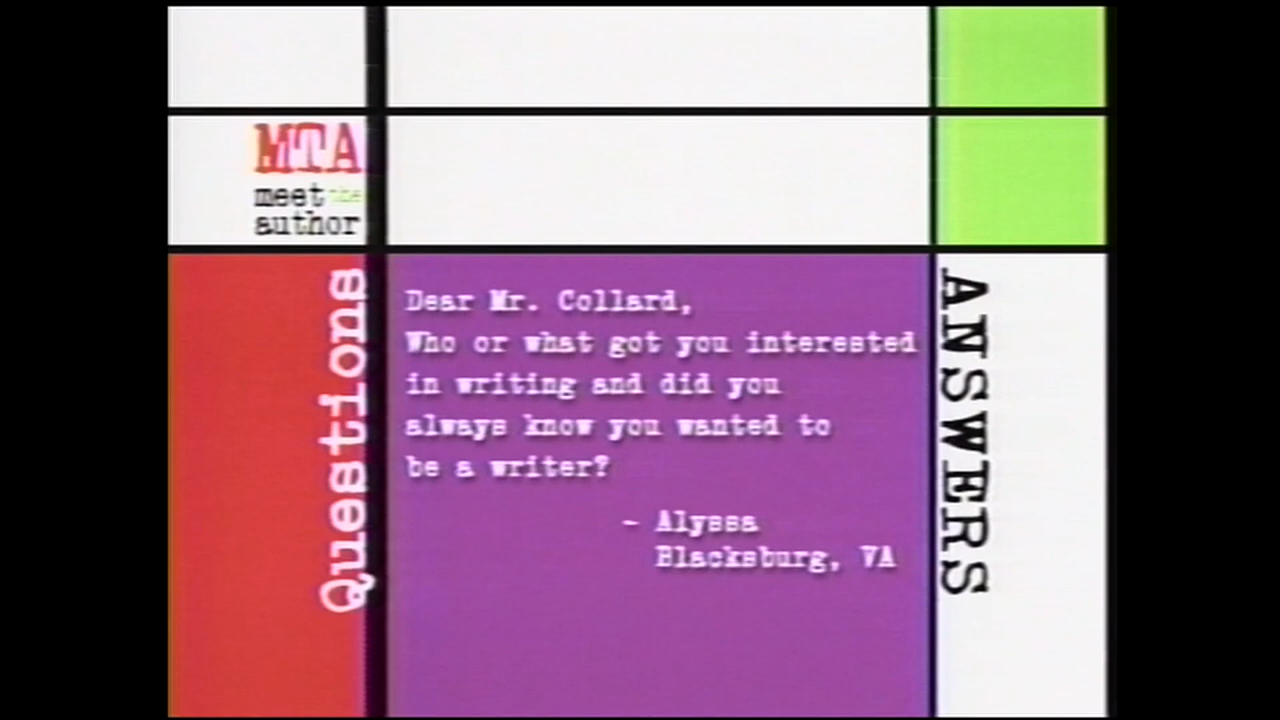 MTA
meet the
author
Questions
Dear Mr. Collard,
Who or what got you interested
in writing and did you
always know you wanted to
be a writer?
- Alyssa
Blacksburg, VA
ANSWERS